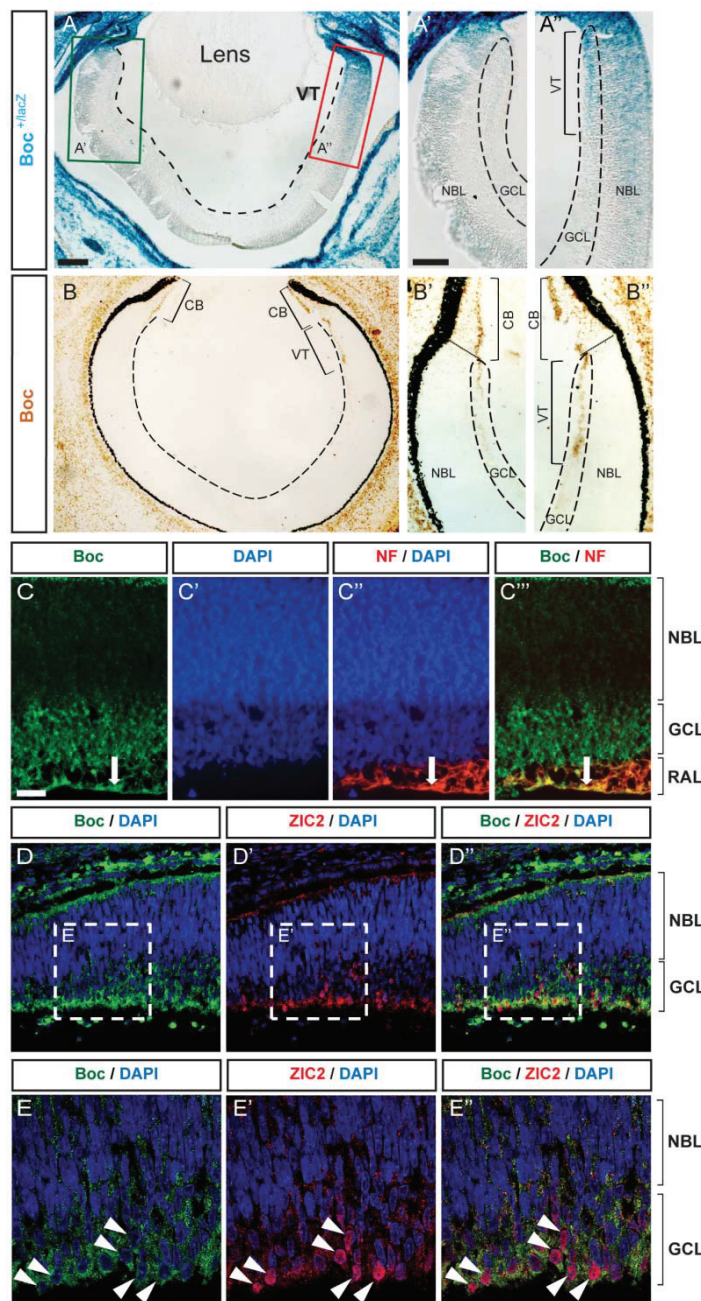 Boc +/lacZ
A
Lens
VT
A'
A''
A'
NBL
GCL
A''
VT
NBL
GCL
Boc
B
CB
CB
VT
B'
CB
NBL
GCL
B''
CB
VT
NBL
GCL
Boc
DAPI
NF / DAPI
Boc / NF
C
C'
C''
C'''
NBL
GCL
RAL
Boc / DAPI
ZIC2 / DAPI
Boc / ZIC2 / DAPI
D
D'
D''
E
E'
E''
NBL
GCL
Boc / DAPI
ZIC2 / DAPI
Boc / ZIC2 / DAPI
E
E'
E''
NBL
GCL